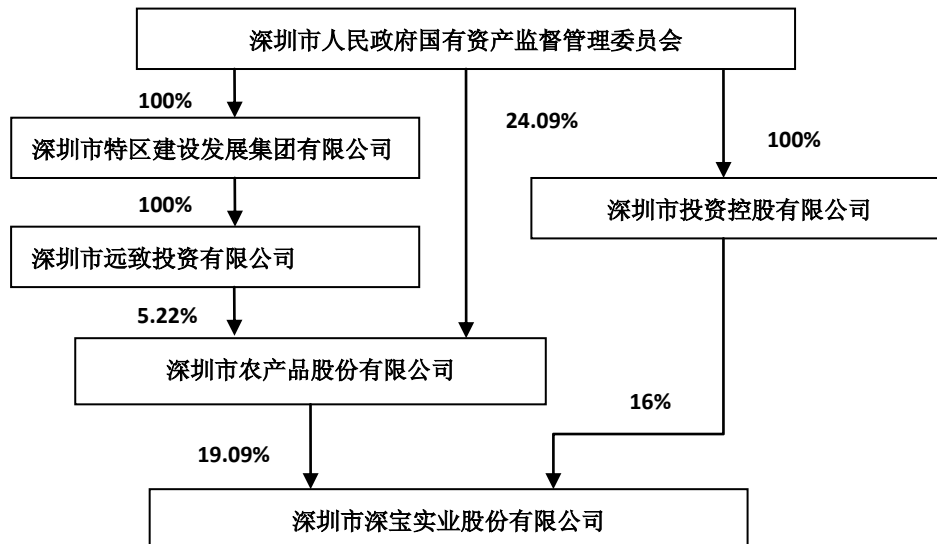 深圳市人民政府国有资产监督管理委员会
100%
24.09%
100%
深圳市特区建设发展集团有限公司
100%
深圳市投资控股有限公司
深圳市远致投资有限公司
5.22%
深圳市农产品股份有限公司
16%
19.09%
深圳市深宝实业股份有限公司